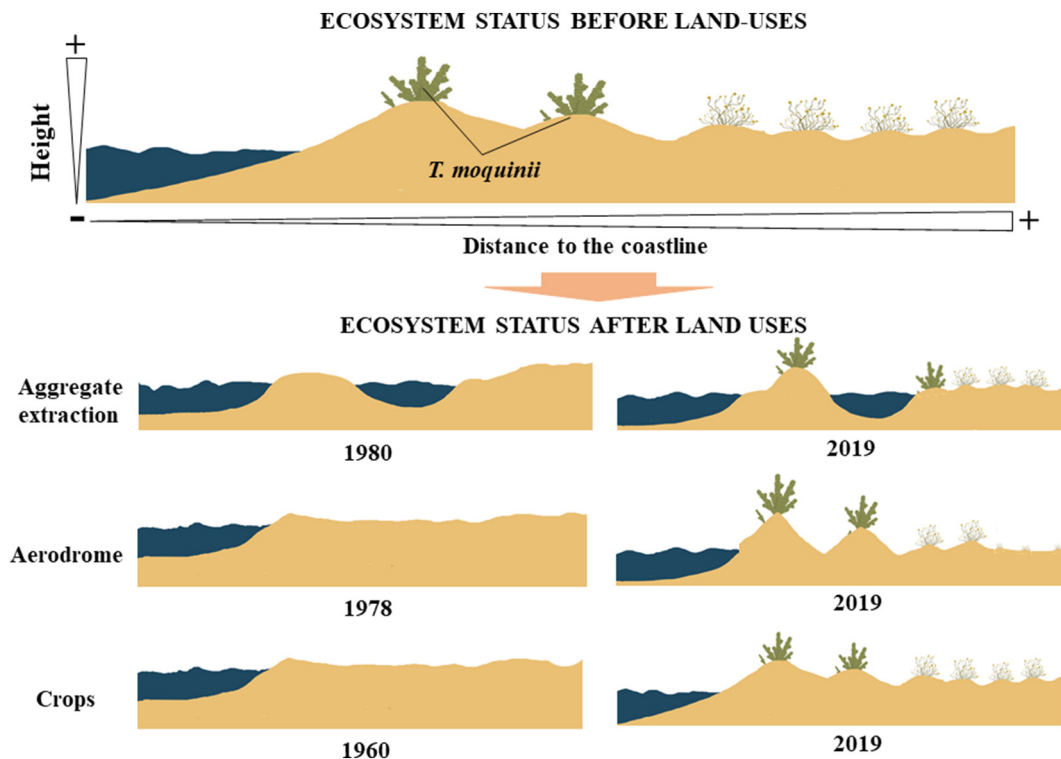 ECOSYSTEM STATUS BEFORE LAND-USES
+
Height
T. moquinii
-
+
Distance to the coastline
ECOSYSTEM STATUS AFTER LAND USES
Aggregate
extraction
1980
2019
Aerodrome
1978
2019
Crops
1960
2019